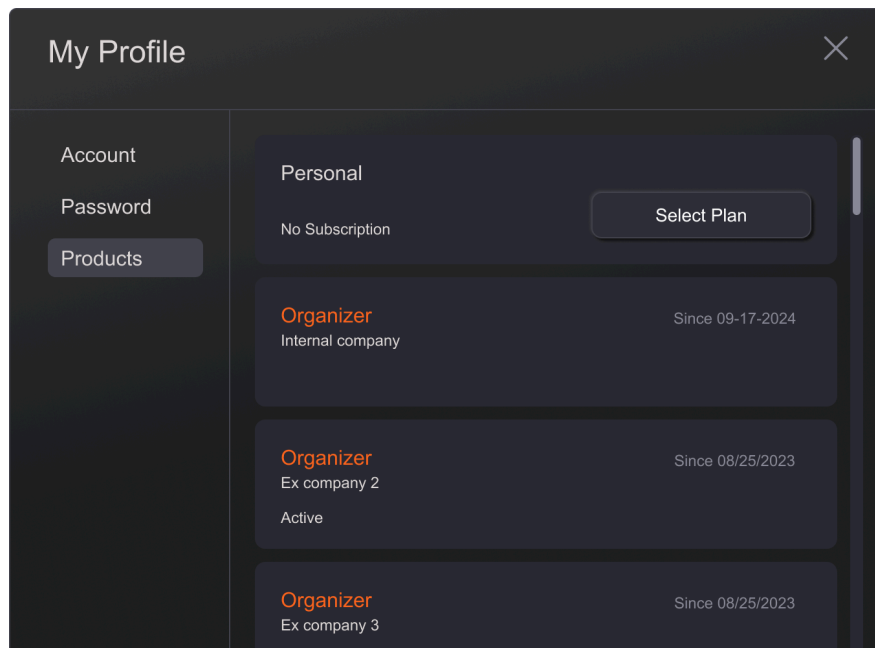 My Profile
Account
Password
Products
Personal
No Subscription
Select Plan
Organizer
Since 09-17-2024
Internal company
Organizer
Since 08/25/2023
Ex company 2
Active
Organizer
Since 08/25/2023
Ex company 3